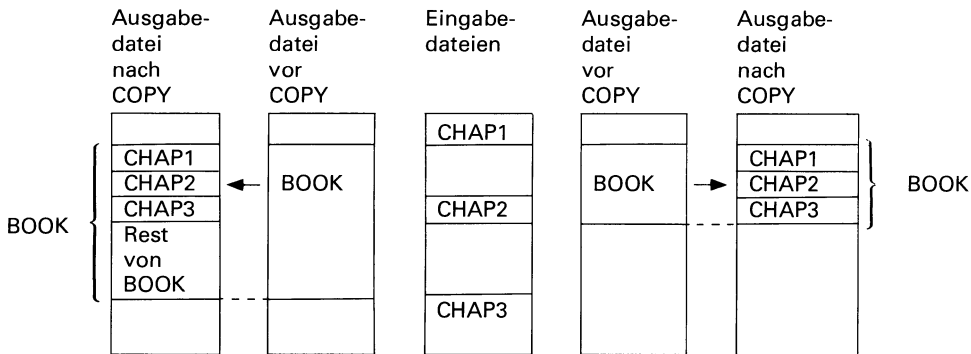 Ausgabe-
datei
nach
COPY
Ausgabe-
datei
vor
COPY
Eingabe-
dateien
Ausgabe-
datei
vor
COPY
Ausgabe-
datei
nach
COPY
BOOK
CHAP1
CHAP2
CHAP3
Rest
von
BOOK
BOOK
CHAP1
CHAP2
CHAP3
BOOK
CHAP1
CHAP2
CHAP3
BOOK